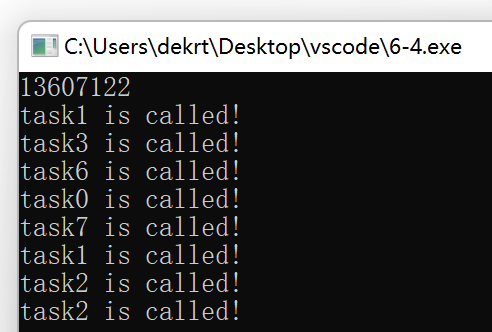 C:\Users\dekrt\Desktop\vscode\6-4.exe
13607122
task1 is called!
task3 is called!
task6 is called!
task0 is called!
task7 is called!
task1 is called!
task2 is called!
task2 is called!